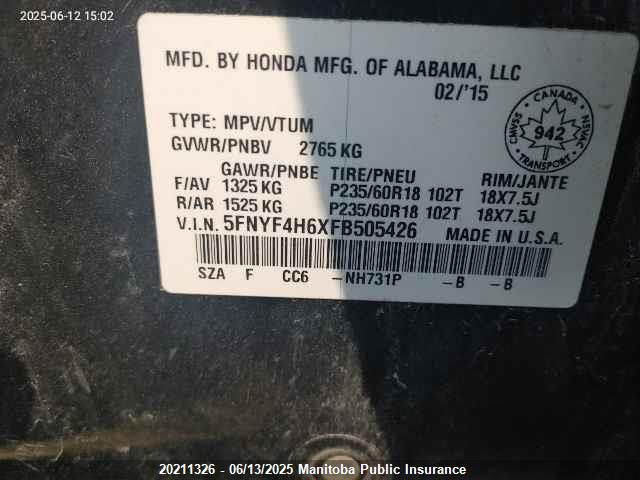 2025-06-12 15:02
MFD. BY HONDA MFG. OF ALABAMA, LLC
02/'15
TYPE: MPV/VTUM
GVWR/PNBV 2765 KG
GAWR/PNBE TIRE/PNEU RIM/JANTE
F/AV 1325 KG P235/60R18 102T 18X7.5J
R/AR 1525 KG P235/60R18 102T 18X7.5J
V.I.N. 5FNYF4H6XFB505426 MADE IN U.S.A.
SZA F CC6 -NH731P -B -B
CANADA
CMVSS 942 NSVAC
TRANSPORT
20211326 - 06/13/2025 Manitoba Public Insurance